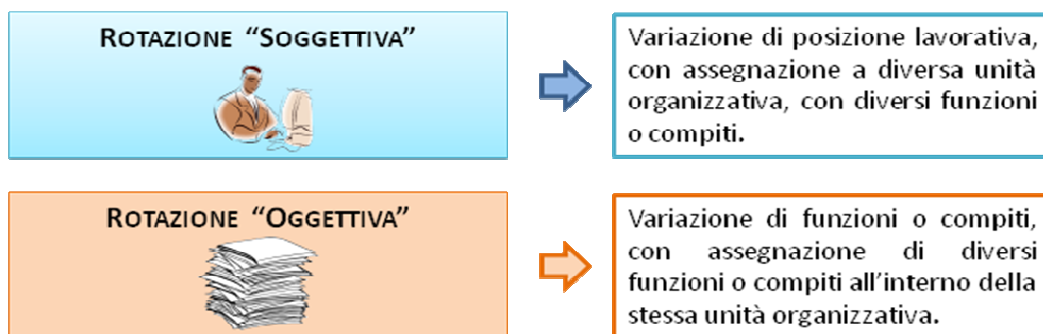 ROTAZIONE “SOGGETTIVA”
Variazione di posizione lavorativa,
con assegnazione a diversa unità
organizzativa, con diversi funzioni
o compiti.
ROTAZIONE “OGGETTIVA”
Variazione di funzioni o compiti,
con assegnazione di diversi
funzioni o compiti all’interno della
stessa unità organizzativa.